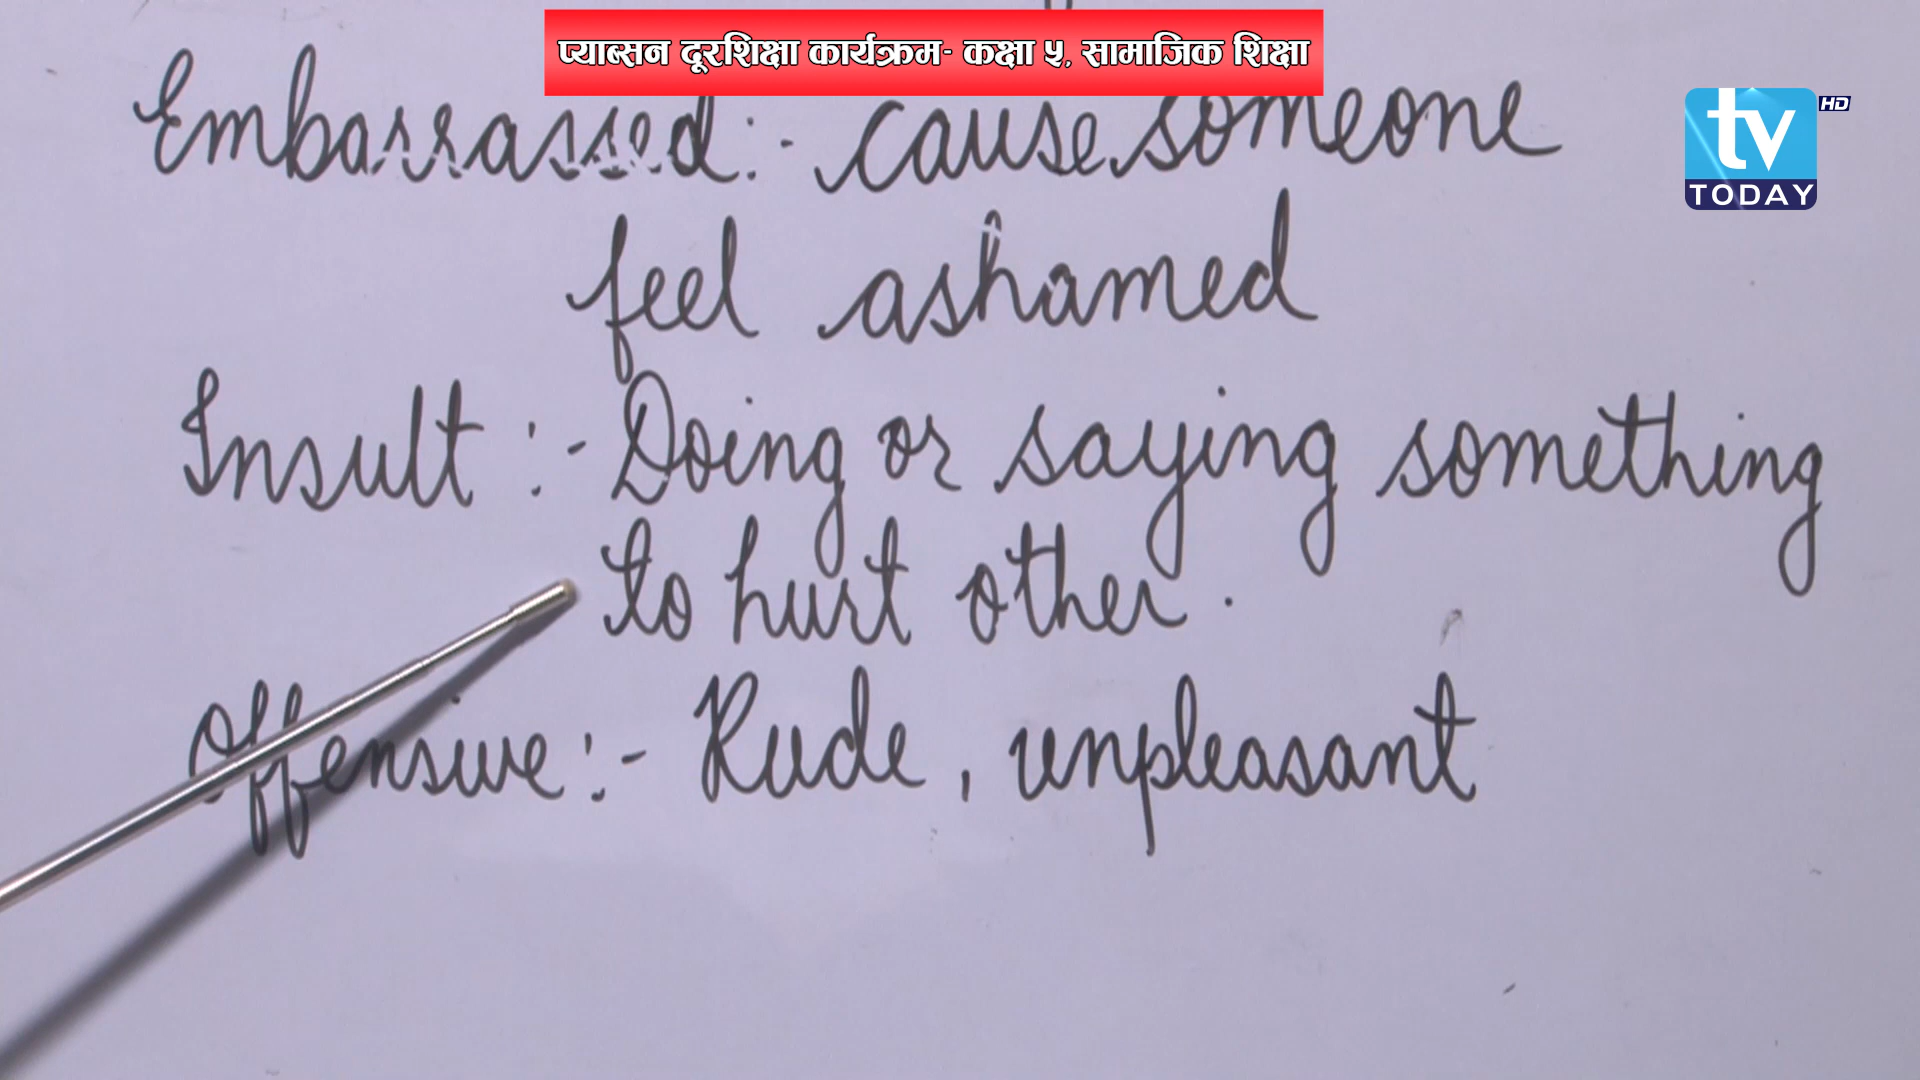 प्याब्सन दूरशिक्षा कार्यक्रम- कक्षा ५, सामाजिक शिक्षा
tv HD
TODAY
Embarrassed:- cause someone
feel ashamed
Insult :- Doing or saying something
to hurt other.
Offensive:- Rude, unpleasant